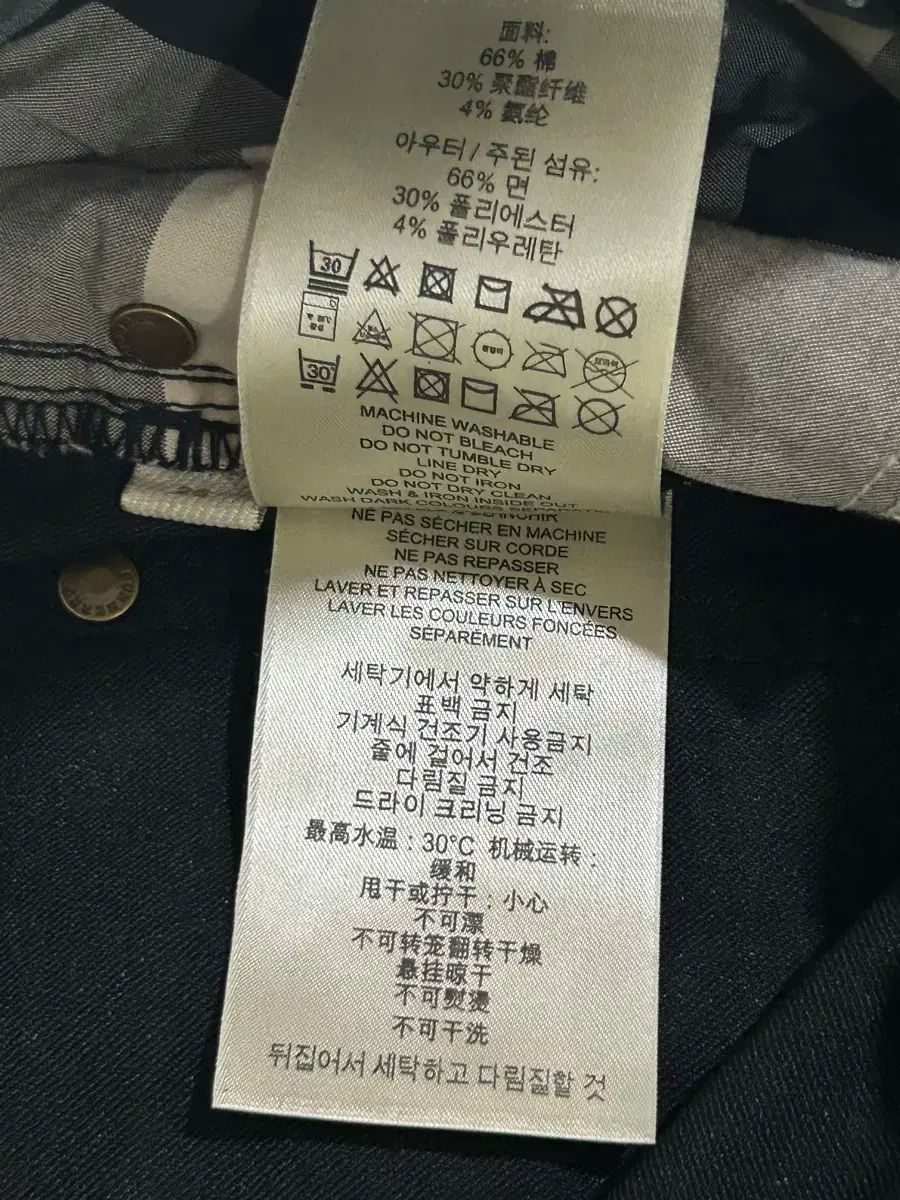 面料:
66% 棉
30% 聚酯纤维
4% 氨纶
아우터 / 주된 섬유:
66% 면
30% 폴리에스터
4% 폴리우레탄
30
30
MACHINE WASHABLE
DO NOT BLEACH
DO NOT TUMBLE DRY
LINE DRY
DO NOT IRON
DO NOT DRY CLEAN
WASH & IRON INSIDE OUT
WASH DARK COLOURS
NE PAS SÉCHER EN MACHINE
SÉCHER SUR CORDE
NE PAS REPASSER
NE PAS NETTOYER À SEC
LAVER ET REPASSER SUR L'ENVERS
LAVER LES COULEURS FONCÉES
SÉPARÉMENT
세탁기에서 약하게 세탁
표백 금지
기계식 건조기 사용금지
줄에 걸어서 건조
다림질 금지
드라이 크리닝 금지
最高水温 : 30°C 机械运转 :
缓和
甩干或拧干 : 小心
不可漂
不可转笼翻转干燥
悬挂晾干
不可熨烫
不可干洗
뒤집어서 세탁하고 다림질할 것